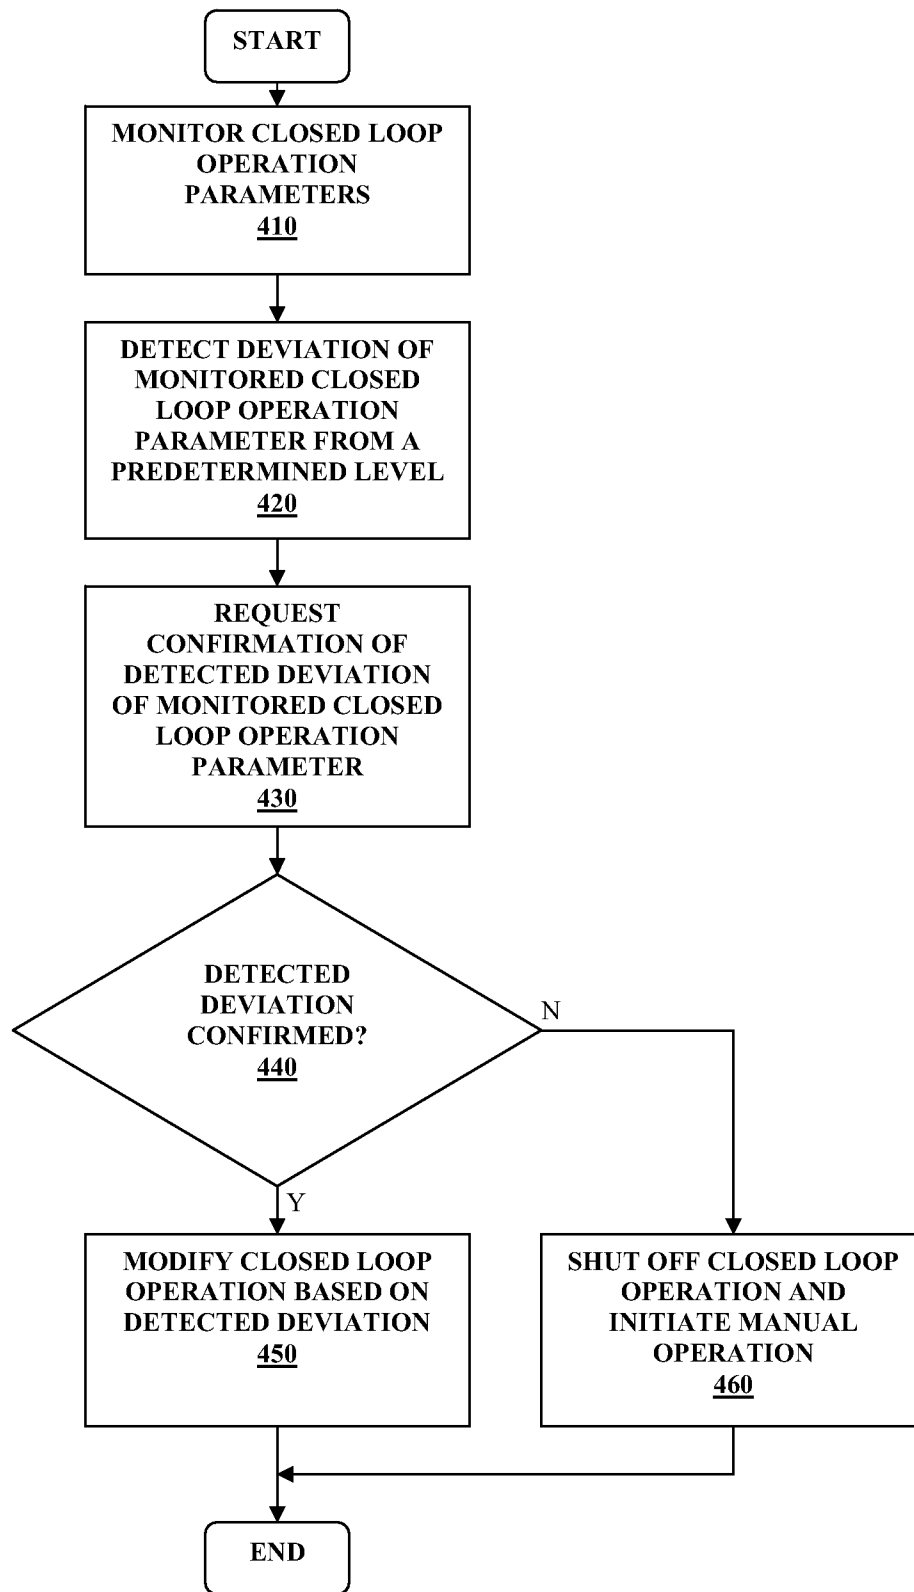 START
MONITOR CLOSED LOOP
OPERATION
PARAMETERS
410
DETECT DEVIATION OF
MONITORED CLOSED
LOOP OPERATION
PARAMETER FROM A
PREDETERMINED LEVEL
420
REQUEST
CONFIRMATION OF
DETECTED DEVIATION
OF MONITORED CLOSED
LOOP OPERATION
PARAMETER
430
DETECTED
DEVIATION
CONFIRMED?
440
N
Y
MODIFY CLOSED LOOP
OPERATION BASED ON
DETECTED DEVIATION
450
SHUT OFF CLOSED LOOP
OPERATION AND
INITIATE MANUAL
OPERATION
460
END